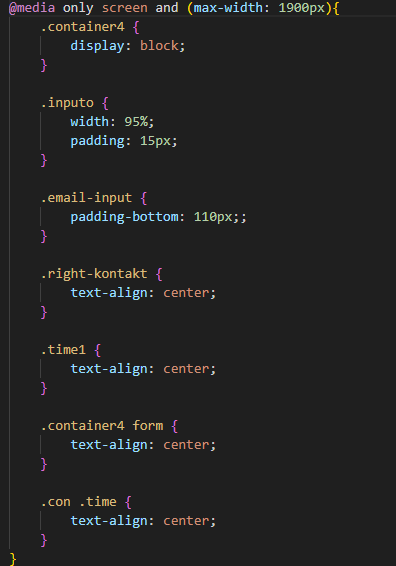 @media only screen and (max-width: 1900px){
.container4 {
display: block;
}
.inputo {
width: 95%;
padding: 15px;
}
.email-input {
padding-bottom: 110px;;
}
.right-kontakt {
text-align: center;
}
.time1 {
text-align: center;
}
.container4 form {
text-align: center;
}
.con .time {
text-align: center;
}
}